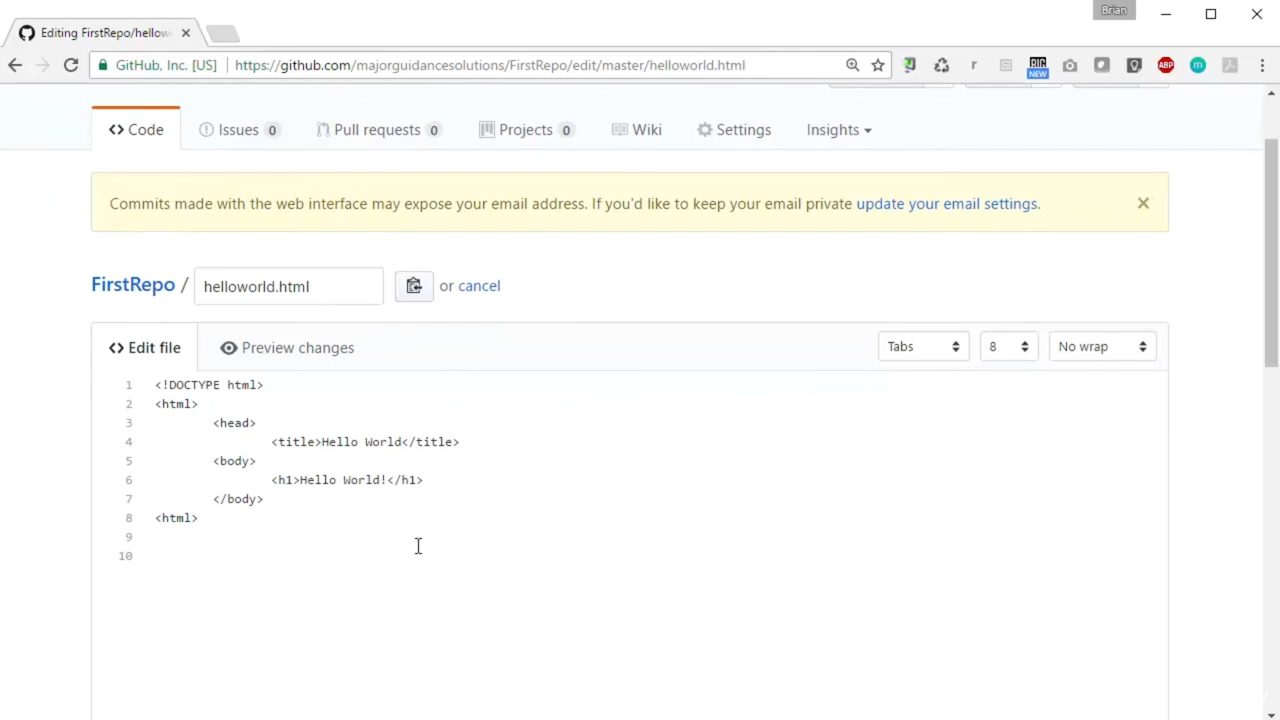 Brian
Editing FirstRepo/hellow
GitHub, Inc. [US] https://github.com/majorguidancesolutions/FirstRepo/edit/master/helloworld.html
r
BIG
NEW
ABP
m
Code Issues 0 Pull requests 0 Projects 0 Wiki Settings Insights
Commits made with the web interface may expose your email address. If you'd like to keep your email private update your email settings.
FirstRepo / helloworld.html or cancel
<> Edit file Preview changes Tabs 8 No wrap
1 <!DOCTYPE html>
2 <html>
3 <head>
4 <title>Hello World</title>
5 <body>
6 <h1>Hello World!</h1>
7 </body>
8 <html>
9
10